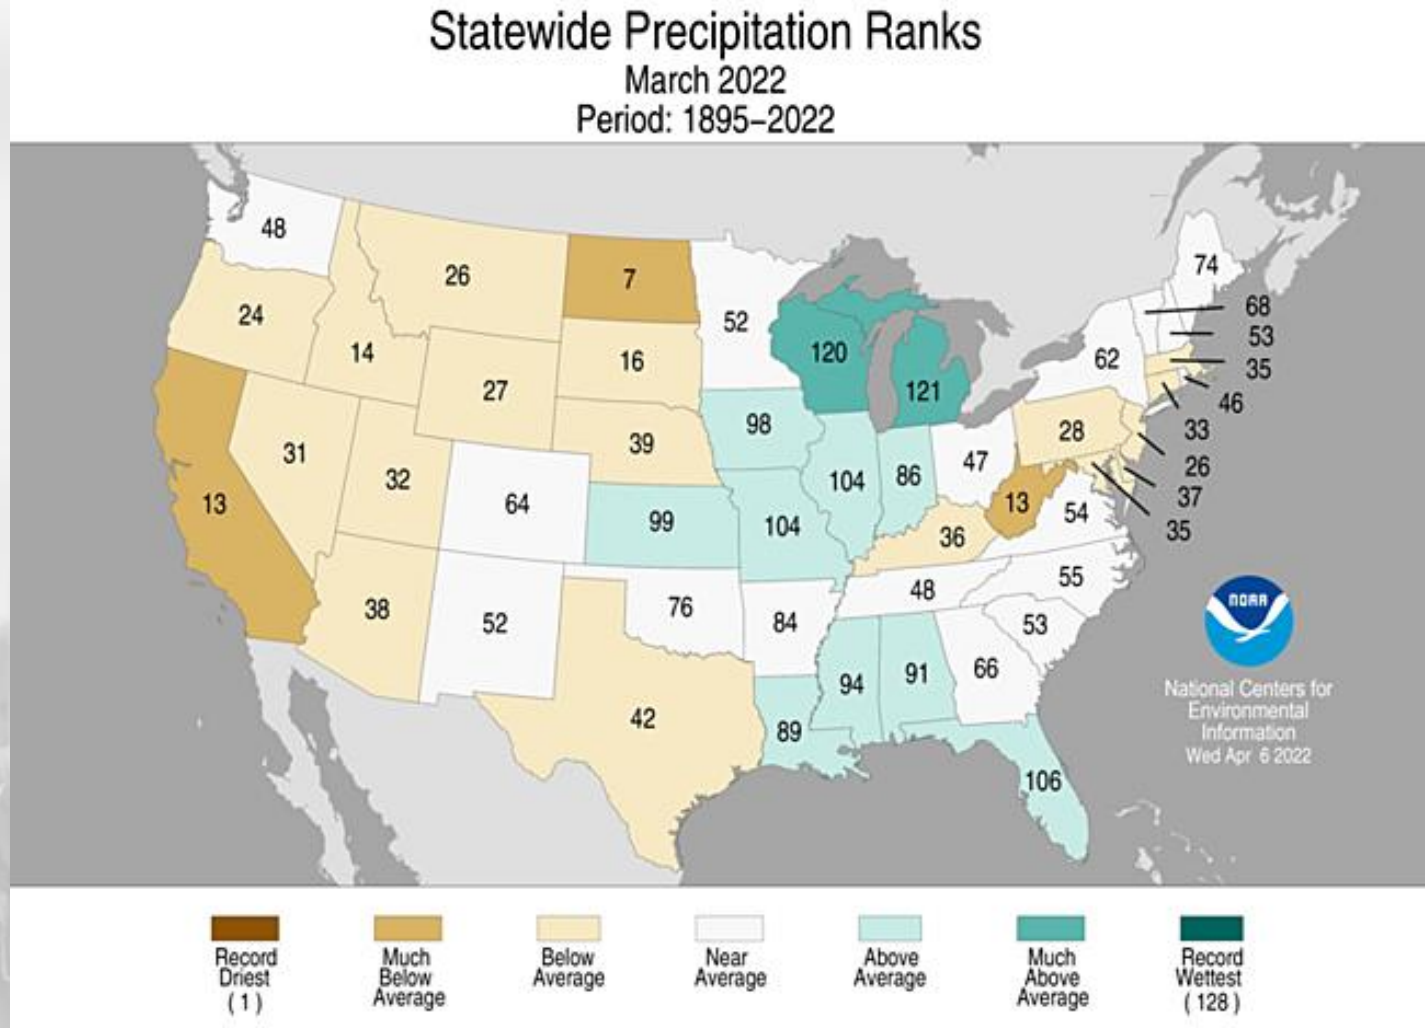 Statewide Precipitation Ranks
March 2022
Period: 1895–2022
48
26
7
52
74
24
14
16
120
121
62
68
53
35
46
33
26
37
35
27
31
32
39
98
28
13
64
99
104
104
86
47
13
54
36
38
52
76
84
48
55
53
42
89
94
91
66
106
NOAA
National Centers for
Environmental
Information
Wed Apr 6 2022
Record
Driest
( 1 )
Much
Below
Average
Below
Average
Near
Average
Above
Average
Much
Above
Average
Record
Wettest
( 128 )